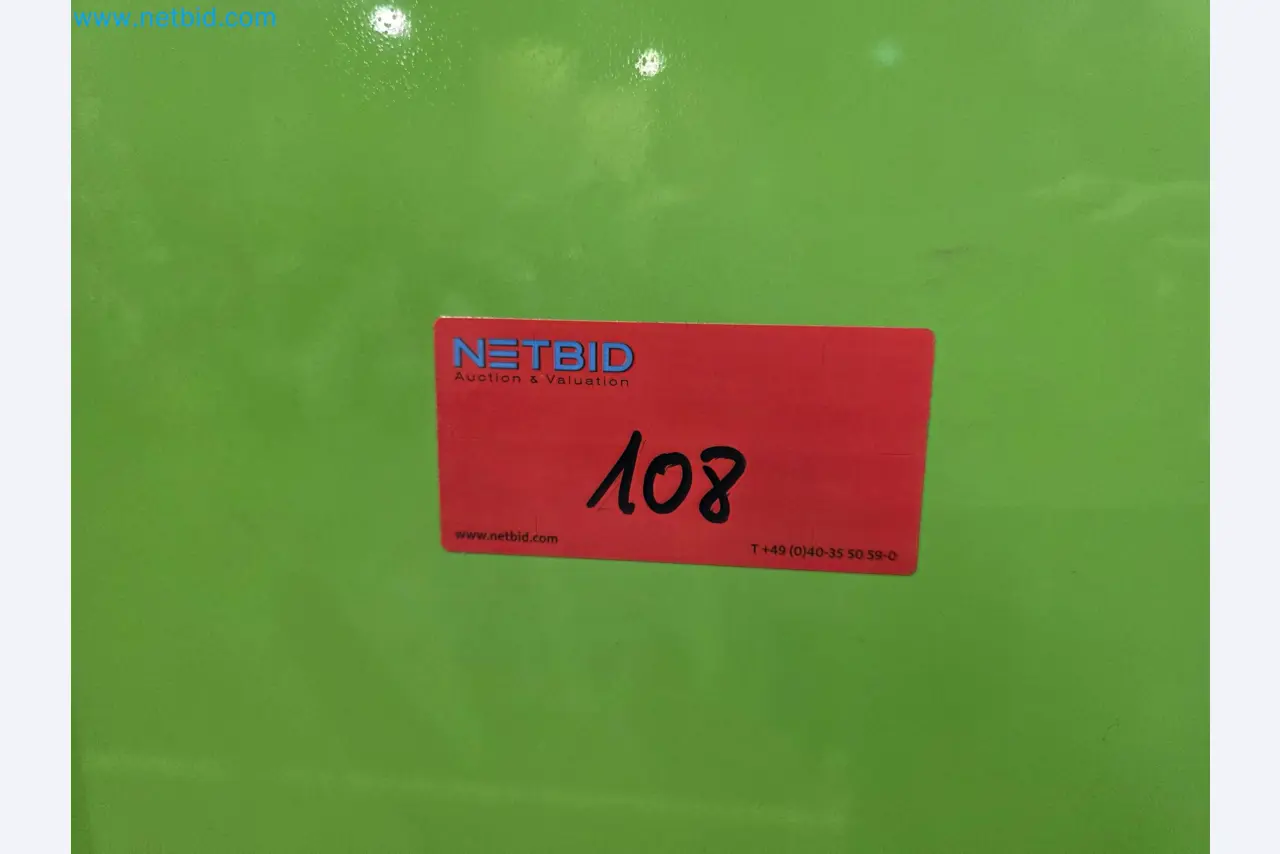 www.netbid.com
NETBID
Auction & Valuation
108
www.netbid.com
T +49 (0)40-35 50 59-0